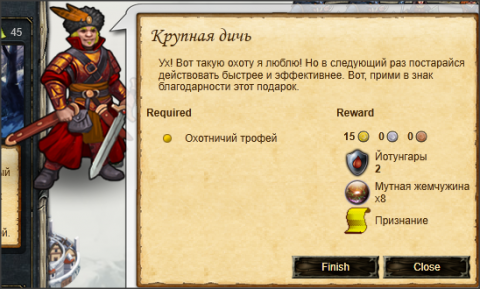 45
Крупная дичь
Ух! Вот такую охоту я люблю! Но в следующий раз постарайся
действовать быстрее и эффективнее. Вот, прими в знак
благодарности этот подарок.
Required
Reward
Охотничий трофей
15 0 0
Йотунгары
2
Мутная жемчужина
x8
Признание
Finish Close